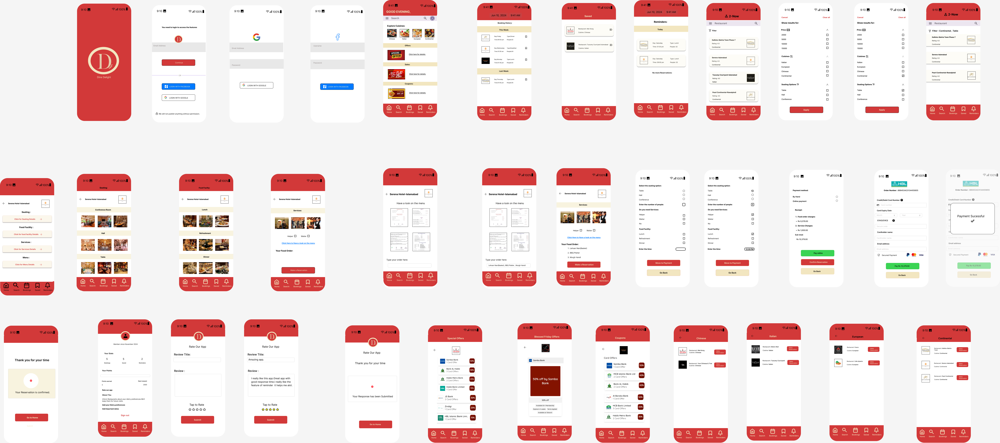 9:10 100%
D
Dine Delight
9:10 100%
You need to login to access the features
D
Email Address
Continue
OR
LOGIN WITH FACEBOOK
LOGIN WITH GOOGLE
We will not publish anything without permission.
9:10 100%
Email Address
Password
LOGIN WITH GOOGLE
9:10 100%
Username
Password
LOGIN WITH FACEBOOK
9:41 100%
GOOD EVENING,
Search
Explore Cuisines:
Chinese Italian European Continental
Offers:
SPECIAL OFFER
Click here for details:
Sales:
FLAT 25%
Click here for details:
Coupons:
20% off
Click here for details:
Home Search Bookings Saved Reminders
9:41 100%
Jun 10, 2024 9:41 AM
Booking History:
This Week:
Day:Friday Type:Dinner
Time:09:30 pm People:02
Day:Wednesday Type:Breakfast
Time:10:30 am People:04
Day:Monday Type:Lunch
Time:01:30 pm People:02
Last Week:
Day:Thursday Type:Lunch
Home Search Bookings Saved Reminders
9:41 100%
Saved
Restaurant: Mei Kong
Cuisine: Chinese
Restaurant: Tuscany Courtyard Islamabad
Cuisine: Italian
Home Search Bookings Saved Reminders
9:41 100%
Jun 10, 2024 9:41 AM
Reminders:
Today
Day: Saturday Type: Lunch
Time: 01:30 pm People: 02
Day: Saturday Type: Lunch
Time: 09:00 pm People: 03
No more Reservations:
Home Search Bookings Saved Reminders
9:10 100%
2-Now
Restaurant
Filter
Kallisto-Bahria Town Phase 7
Rating: 4.5
Continental
Serena-Islamabad
Rating: 4.5
Continental
Tuscany Courtyard-Islamabad
Rating: 4.0
Italian
Pearl Continental-Rawalpindi
Rating: 4.0
Continental
Home Search Bookings Saved Reminders
9:10 100%
Cancel Clear all
Show results for:
Price
2000
5000
10000
15000
Cuisines
Italian
European
Chinese
Continental
Seating Options
Table
Hall
Conference
Apply
9:10 100%
Cancel Clear all
Show results for:
Price
2000
5000
10000
15000
Cuisines
Italian
European
Chinese
Continental
Seating Options
Table
Hall
Conference
Apply
9:10 100%
2-Now
Restaurant
Filter : Continental , Table
Kallisto-Bahria Town Phase 7
Rating: 4.5
Continental
Serena-Islamabad
Rating: 4.5
Continental
Pearl Continental-Rawalpindi
Rating: 4.0
Continental
Home Search Bookings Saved Reminders
9:10 100%
Serena Hotel-Islamabad
Seating :
Click for Seating Details
Food Facility :
Click for food facility Details
Services :
Click for Services Details
Menu :
Click for Menu Details
Home Search Bookings Saved Reminders
9:10 100%
Seating:
Serena Hotel-Islamabad
Conference Room
Hall
Table
Home Search Bookings Saved Reminders
9:10 100%
Food Facility:
Serena Hotel-Islamabad
Lunch
Refreshment
Dinner
Home Search Bookings Saved Reminders
9:10 100%
Serena Hotel-Islamabad
Services:
Helper Waiter
Click Here to Have a look on the menu
Your Food Order:
Make a Reservation
Home Search Bookings Saved Reminders
9:10 100%
Serena Hotel-Islamabad
Have a look on the menu
Type your order here:
Home Search Bookings Saved Reminders
9:10 100%
Serena Hotel-Islamabad
Have a look on the menu
Type your order here:
Lehsan Nan(Basket), BBQ Platter , Murgh Handi
Home Search Bookings Saved Reminders
9:10 100%
Serena Hotel-Islamabad
Services:
Helper Waiter
Click Here to Have a look on the menu
Your Food Order:
1. Lehsan Nan(Basket)
2. BBQ Platter
3. Murgh Handi
Make a Reservation
Home Search Bookings Saved Reminders
9:10 100%
Select the seating option:
Table
Hall
Conference
Enter the number of people:
Do you need Services:
Helper
Waiter
No
Food Facility:
Lunch
Refreshment
Dinner
Enter the time:
Move to Payment
Go Back
9:10 100%
Select the seating option:
Table
Hall
Conference
Enter the number of people: 2
Do you need Services:
Helper
Waiter
No
Food Facility:
Lunch
Refreshment
Dinner
Enter the time: 12:30 PM
Move to Payment
Go Back
9:10 100%
Payment method:
By Hand
Online payment
Reciept:
1. Food order charges:
• Rs 9,379.00
2. Service Charges:
• Rs 1,000.00
Sub total:
Rs 10,379.00
Pay online
Confirm Reservation
Go Back
9:10 100%
HBL
Order Number : 866453423134455655
Credit/Debit Card Number
Card number
Card Expiry Date
Month Year
CVV2/CVC2
Secure code
Cardholder name:
Cardholder name
Email address
Email address
Secured Payment VISA
Pay Rs 10,379.00
Go Back
9:10 100%
HBL
Order Number : 866453423134455655
Credit/Debit Card Number
Payment Sucessful
Email address
Secured Payment VISA
Pay Rs 10,379.00
Go Back
9:10 100%
Thank you for your time
Your Reservation is confirmed.
Go to Home
9:10 100%
Member since November 2024
Your Stats
5 5 2
Bookings Saved Reminders
Your Points
Points earned Next reward
0 2000
Rate our app
About You
Inform Restaurants about your dietry preferences.We'll
keep them for future visits.
Add your Dietry preferences
Add Important dates
Sign out
Home Search Bookings Saved Reminders
9:10 100%
D
Rate Our App
Review Title:
Review :
Tap to Rate
Submit
9:10 100%
D
Rate Our App
Review Title:
Amazing app.
Review :
I really like this app.Great app with
good response time.I really like the
feature of reminder it helps me alot.
Tap to Rate
Submit
9:10 100%
D
Rate Our App
Thank you for your time
Your Response has been Submitted
Go to Home
9:10 100%
Special Offers
Samba Bank
1 Card Offer 50%
Bank AL Habib
3 Card Offers 30%
Habib Metro Bank
2 Card Offers 25%
Habib Bank Limited
1 Card Offer 15%
JS Bank
2 Card Offers 30%
Zindigi
1 Card Offer 25%
HBL Islamic Bank Limi...
1 Card Offer 15%
Home Search Bookings Saved Reminders
9:10 100%
Blessed Friday Offers
Samba Bank
50% off by Samba
Bank
50% off
Available On 1 Membership
Expires in 4 weeks Terms Applied
Available at 1 Branch
Home Search Bookings Saved Reminders
9:10 100%
Coupons
Card Offers
Samba Bank
1 Card Offer 50%
MCB Islamic Bank Ltd
2 Card Offers 40%
Bank AL Habib
2 Card Offers 40%
Al Baraka Bank
1 Card Offer 50%
MCB Bank Limited
3 Card Offers 40%
Habib Metro Bank
2 Card Offers 30%
Home Search Bookings Saved Reminders
9:10 100%
Chinese
Restaurant: Mei Kong
Cuisine: Chinese
Make Reservation
Restaurant: Yum Chinese & Thai
Cuisine: Chinese
Make Reservation
Home Search Bookings Saved Reminders
9:10 100%
Italian
NOIR
Restaurant: Bistro Noir
Cuisine: Italian
Make Reservation
Restaurant: Tuscany Courtyard
Cuisine: Italian
Make Reservation
Home Search Bookings Saved Reminders
9:10 100%
European
Cuisine: European
Make Reservation
Restaurant: Cafe Aylanto
Cuisine: European
Make Reservation
Home Search Bookings Saved Reminders
9:10 100%
Continental
Restaurant: Kallisto Bahria
Town
Cuisine: Continental
Make Reservation
Restaurant: Serena-Islamabad
Cuisine: Continental
Make Reservation
Restaurant: Pearl Continental
Cuisine: Continental
Make Reservation
Home Search Bookings Saved Reminders